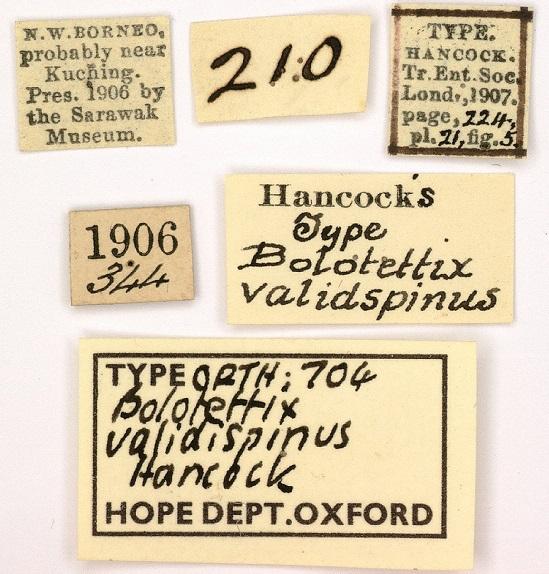 N.W.BORNEO,
probably near
Kuching.
Pres. 1906 by
the Sarawak
Museum.
210
TYPE.
HANCOCK.
Tr.Ent.Soc.
Lond., 1907.
page, 224,
pl. 21, fig. 5.
1906
344
Hancock's
Type
Bolotettix
validspinus
TYPE ORTH: 704
Bolotettix
validispinus
Hancock
HOPE DEPT. OXFORD